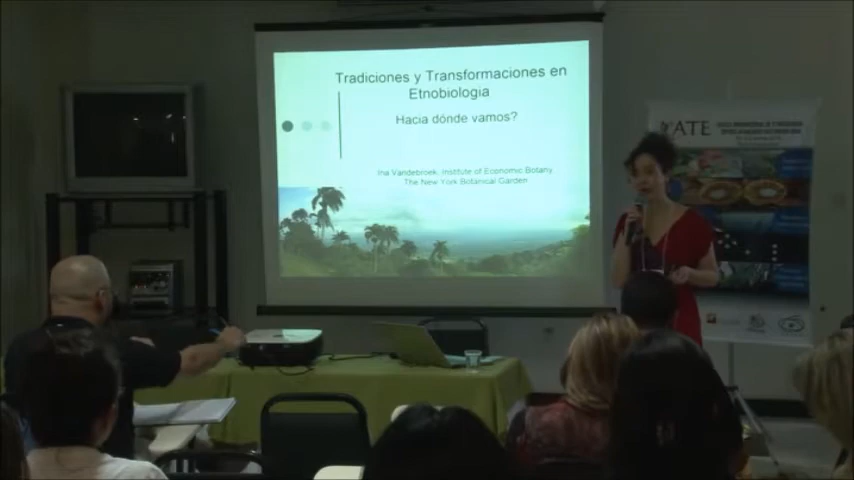 Tradiciones y Transformaciones en
Etnobiologia
Hacia dónde vamos?
Ina Vandebroek. Institute of Economic Botany
The New York Botanical Garden
ATE